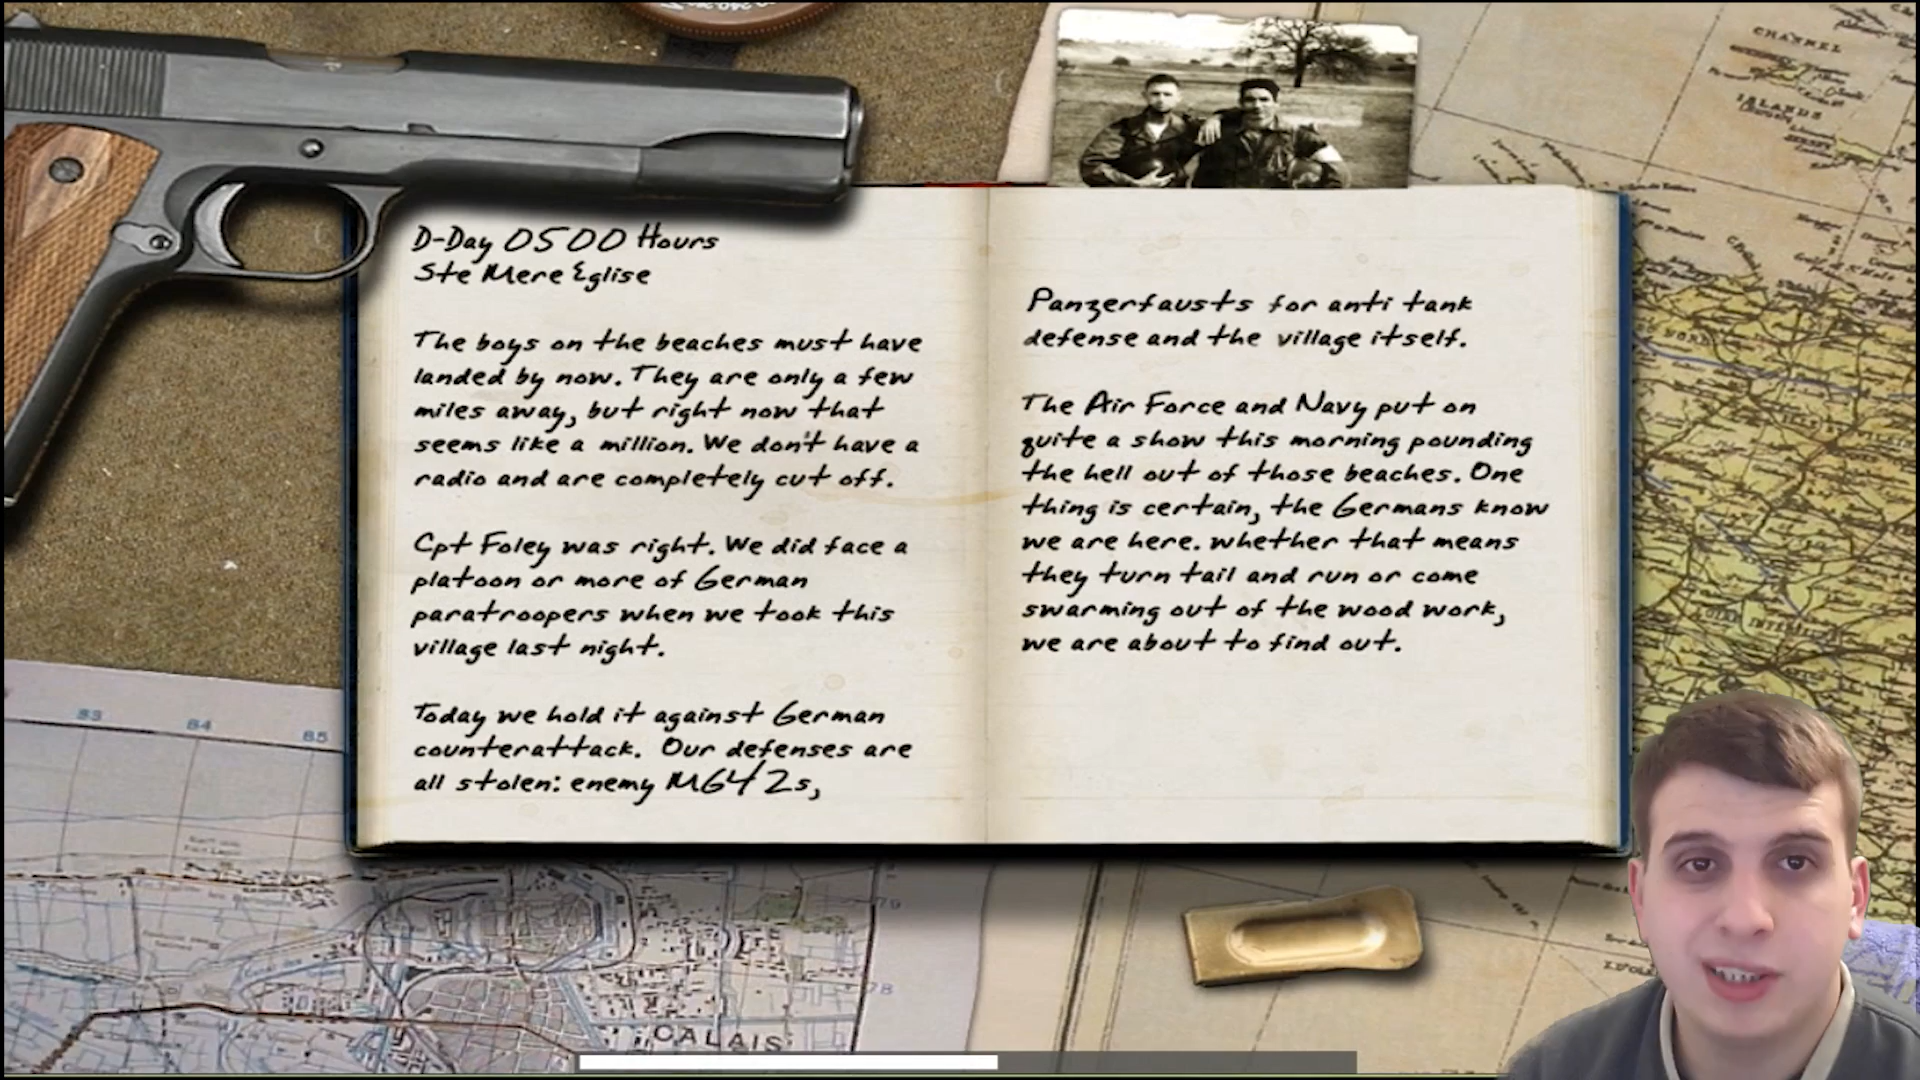 D-Day 0500 Hours
Ste Mere Eglise
The boys on the beaches must have
landed by now. They are only a few
miles away, but right now that
seems like a million. We don't have a
radio and are completely cut off.
Cpt Foley was right. We did face a
platoon or more of German
paratroopers when we took this
village last night.
Today we hold it against German
counterattack. Our defenses are
all stolen: enemy MG42s,
Panzerfausts for anti tank
defense and the village itself.
The Air Force and Navy put on
quite a show this morning pounding
the hell out of those beaches. One
thing is certain, the Germans know
we are here. whether that means
they turn tail and run or come
swarming out of the wood work,
we are about to find out.
CHANNEL
ISLANDS
83 84 85
79
78
CALAIS